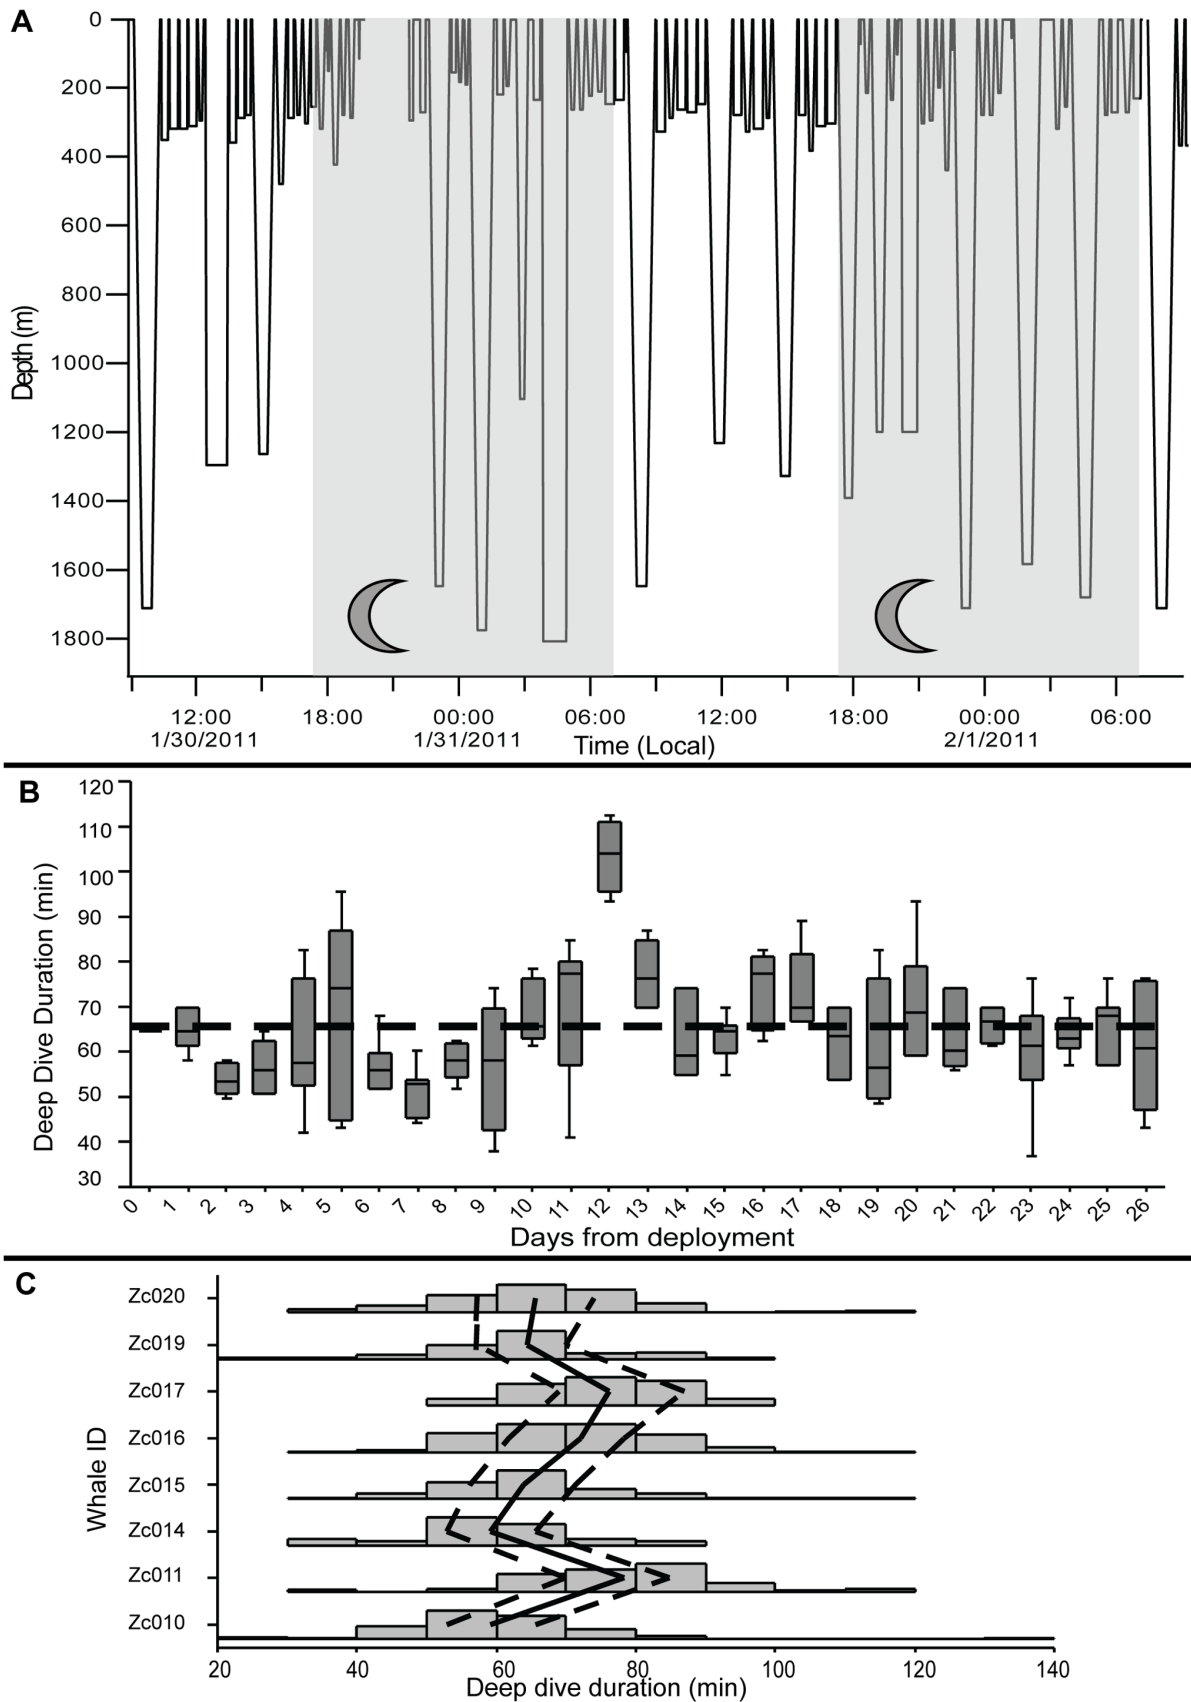 A
Depth (m)
0
200
400
600
800
1000
1200
1400
1600
1800
12:00 18:00 00:00 06:00 12:00 18:00 00:00 06:00
1/30/2011 1/31/2011 2/1/2011
Time (Local)
B
Deep Dive Duration (min)
120
110
100
90
80
70
60
50
40
30
0 1 2 3 4 5 6 7 8 9 10 11 12 13 14 15 16 17 18 19 20 21 22 23 24 25 26
Days from deployment
C
Whale ID
Zc020
Zc019
Zc017
Zc016
Zc015
Zc014
Zc011
Zc010
20 40 60 80 100 120 140
Deep dive duration (min)